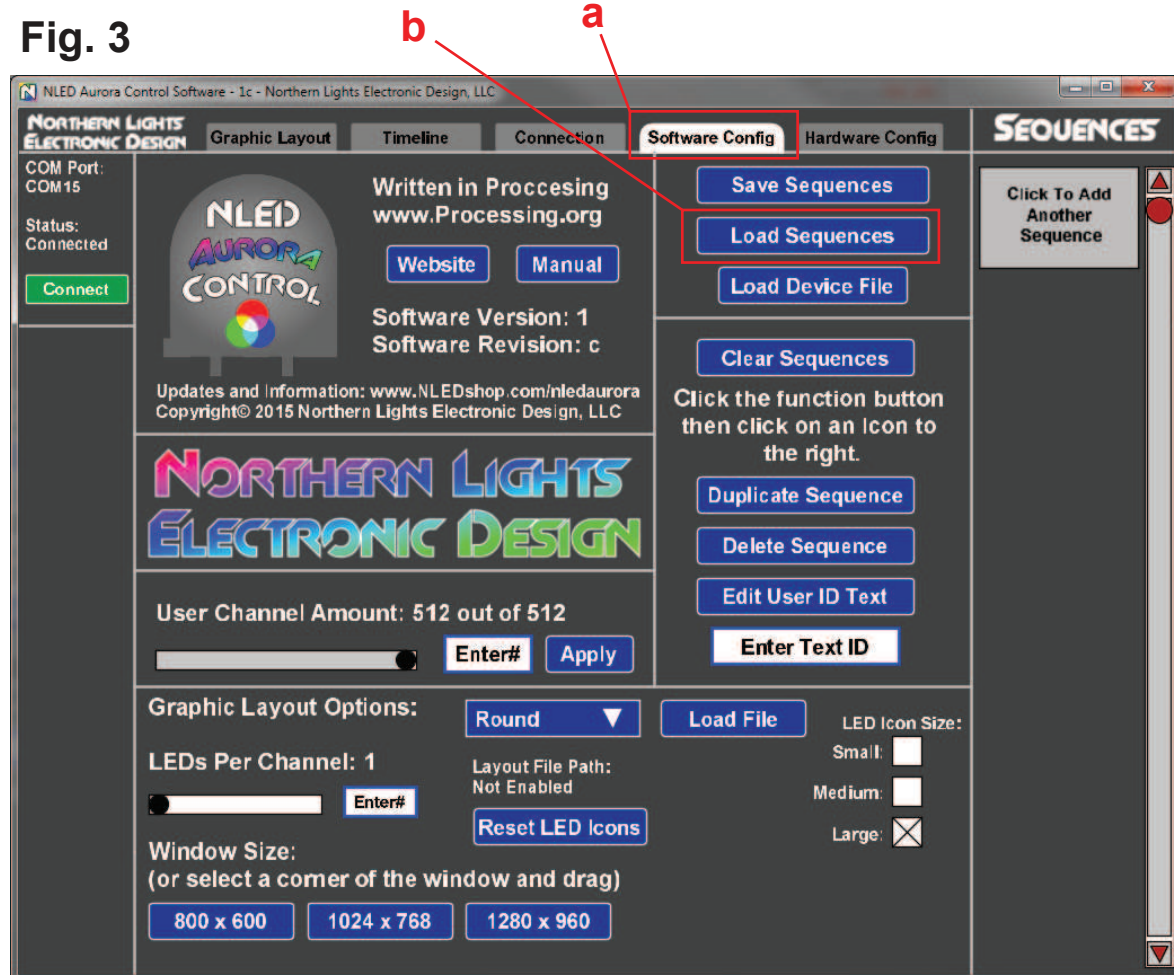 Fig. 3
b
a
NLED Aurora Control Software - 1c - Northern Lights Electronic Design, LLC
NORTHERN LIGHTS
ELECTRONIC DESIGN
Graphic Layout
Timeline
Connection
Software Config
Hardware Config
SEQUENCES
COM Port:
COM15
Status:
Connected
Connect
NLED
AURORA
CONTROL
Written in Proccesing
www.Processing.org
Website
Manual
Software Version: 1
Software Revision: c
Updates and Information: www.NLEDshop.com/nledaurora
Copyright© 2015 Northern Lights Electronic Design, LLC
NORTHERN LIGHTS
ELECTRONIC DESIGN
User Channel Amount: 512 out of 512
Enter#
Apply
Save Sequences
Load Sequences
Load Device File
Clear Sequences
Click the function button
then click on an Icon to
the right.
Duplicate Sequence
Delete Sequence
Edit User ID Text
Enter Text ID
Click To Add
Another
Sequence
Graphic Layout Options:
Round
Load File
LED Icon Size:
Small:
Medium:
Large:
LEDs Per Channel: 1
Enter#
Layout File Path:
Not Enabled
Reset LED Icons
Window Size:
(or select a corner of the window and drag)
800 x 600
1024 x 768
1280 x 960